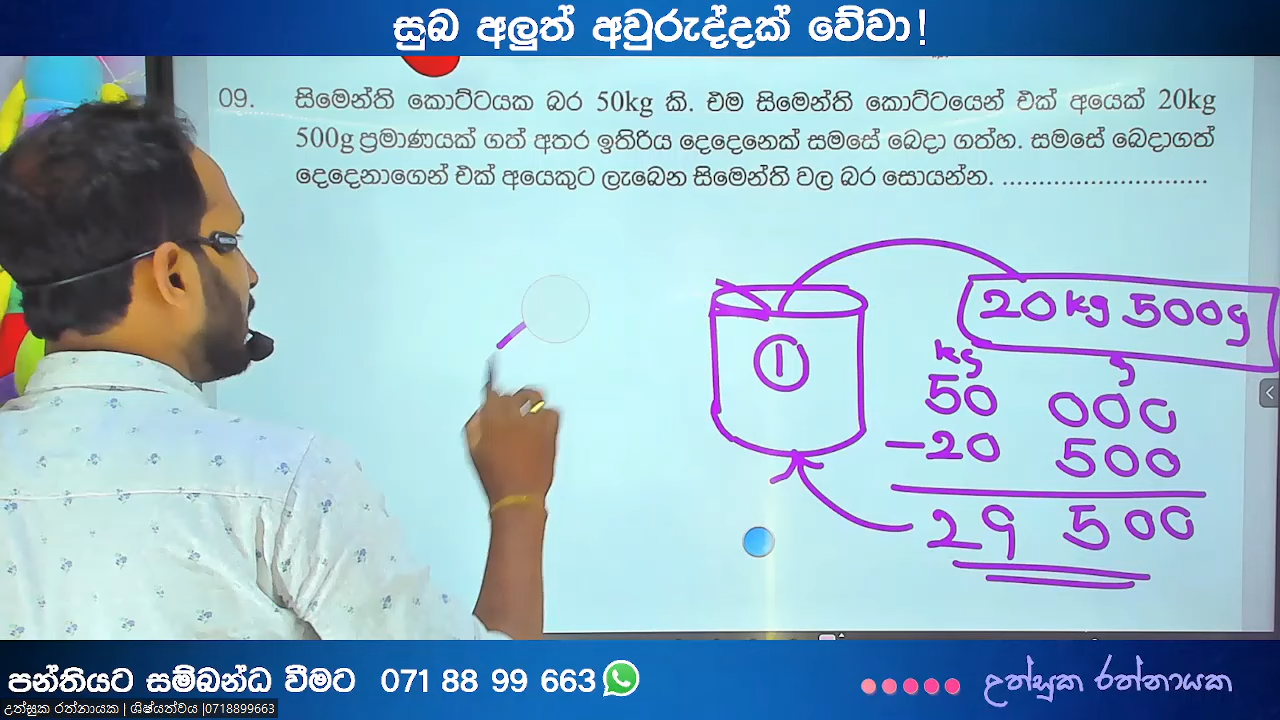 සුබ අලුත් අවුරුද්දක් වේවා!
09. සිමෙන්ති කොට්ටයක බර 50kg කි. එම සිමෙන්ති කොට්ටයෙන් එක් අයෙක් 20kg
500g ප්‍රමාණයක් ගත් අතර ඉතිරිය දෙදෙනෙක් සමසේ බෙදා ගත්හ. සමසේ බෙදාගත්
දෙදෙනාගෙන් එක් අයෙකුට ලැබෙන සිමෙන්ති වල බර සොයන්න. ............................
20kg 500g
1
kg g
50 000
-20 500
29 500
පන්තියට සම්බන්ධ වීමට 071 88 99 663
උත්සුක රත්නායක
උත්සුක රත්නායක | ශිෂ්‍යත්වය |0718899663